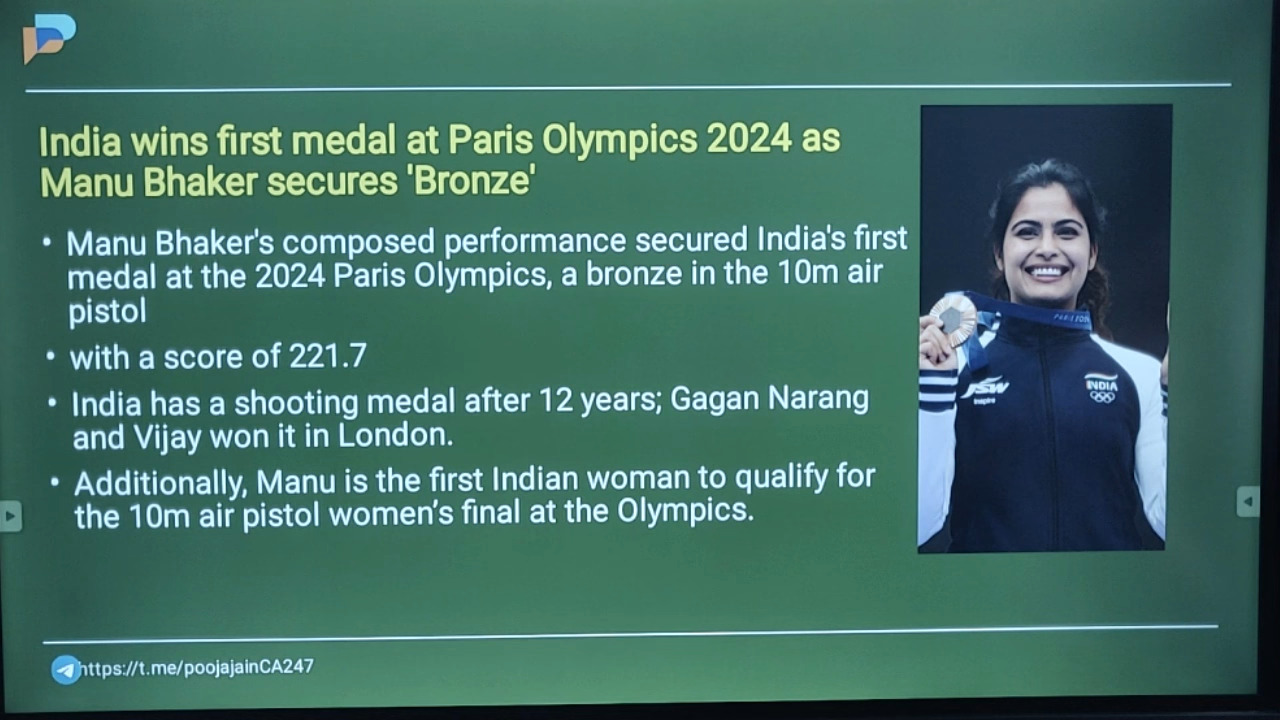 India wins first medal at Paris Olympics 2024 as
Manu Bhaker secures 'Bronze'
• Manu Bhaker's composed performance secured India's first
medal at the 2024 Paris Olympics, a bronze in the 10m air
pistol
• with a score of 221.7
• India has a shooting medal after 12 years; Gagan Narang
and Vijay won it in London.
• Additionally, Manu is the first Indian woman to qualify for
the 10m air pistol women’s final at the Olympics.
PARIS 2024
JSW
inspire
INDIA
https://t.me/poojajainCA247